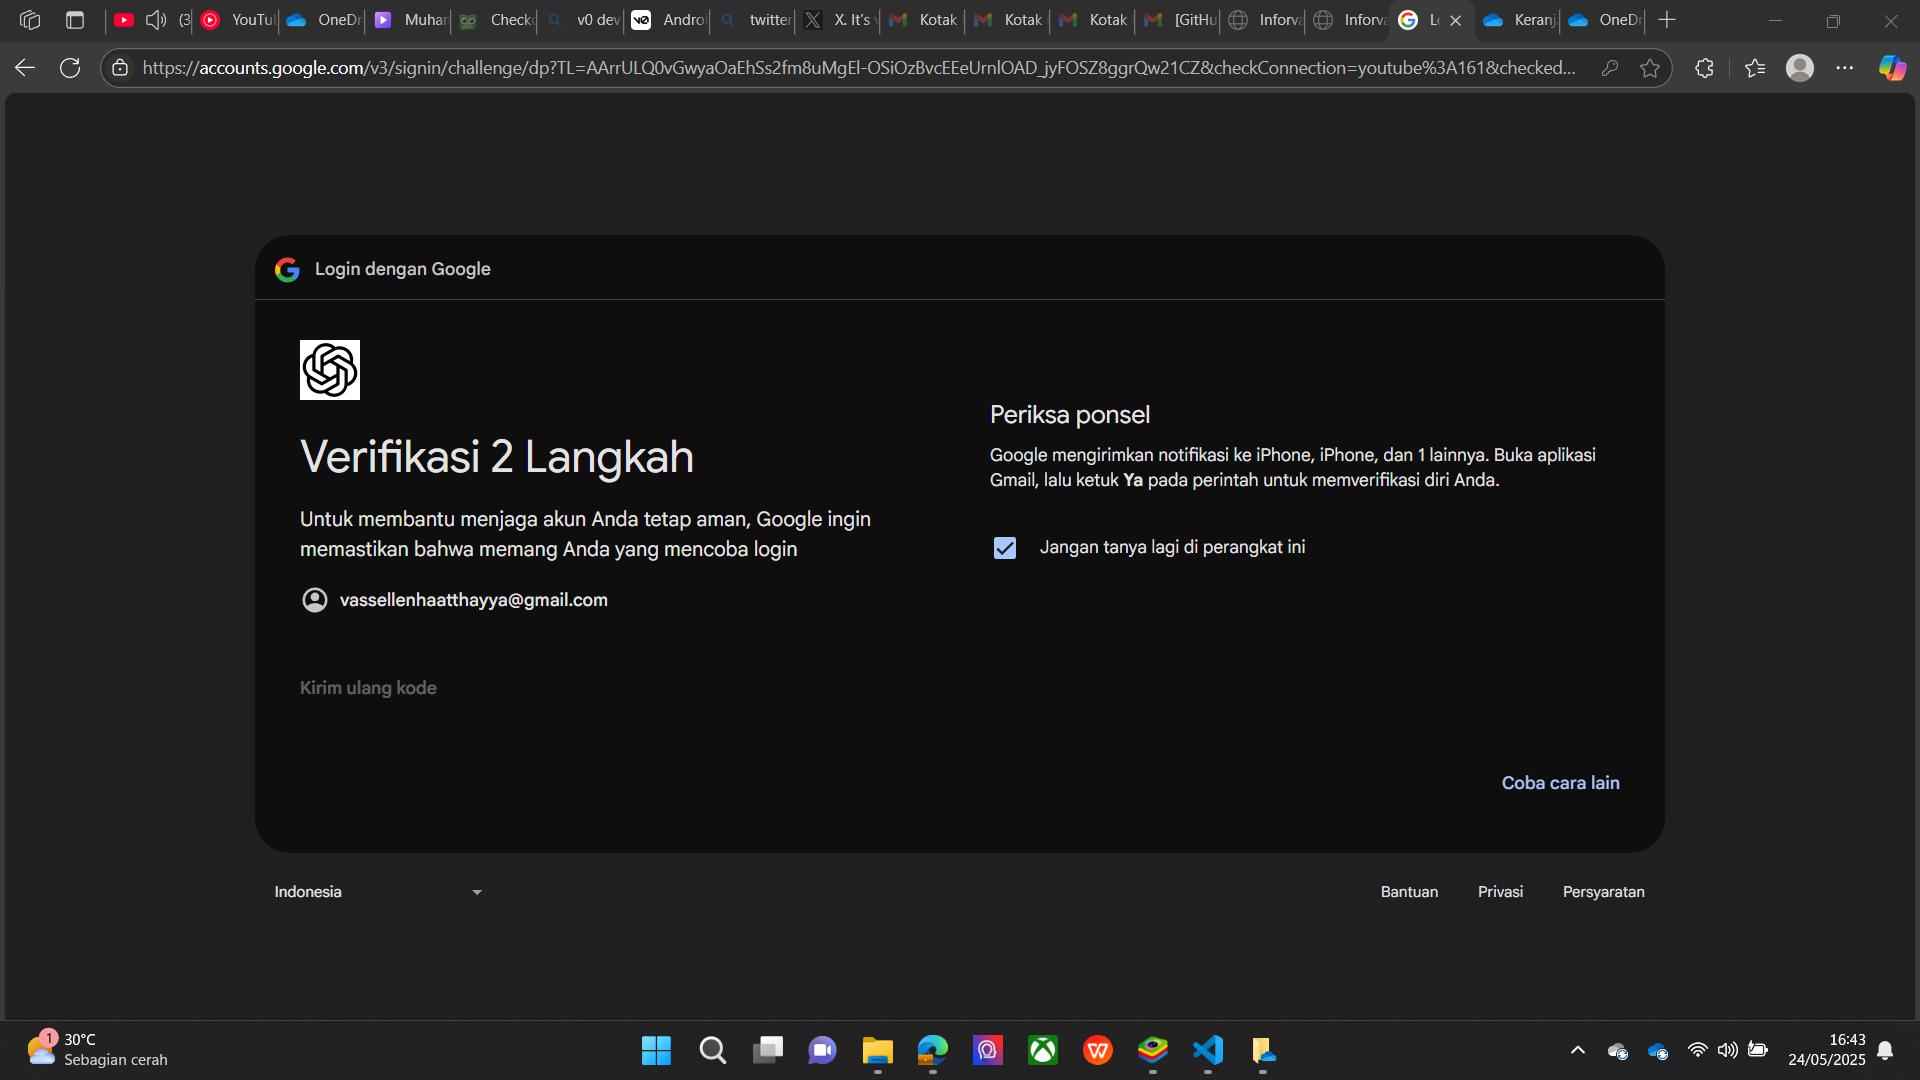 (3
YouTu
OneDr
Muhar
Checkc
v0 dev
v0
Androi
twitter
X. It's
Kotak
Kotak
Kotak
[GitHu
Inforva
Inforva
Keranj
OneDr
https://accounts.google.com/v3/signin/challenge/dp?TL=AArrULQ0vGwyaOaEhSs2fm8uMgEl-OSiOzBvcEEeUrnlOAD_jyFOSZ8ggrQw21CZ&checkConnection=youtube%3A161&checked...
Login dengan Google
Verifikasi 2 Langkah
Untuk membantu menjaga akun Anda tetap aman, Google ingin
memastikan bahwa memang Anda yang mencoba login
vassellenhaatthayya@gmail.com
Kirim ulang kode
Periksa ponsel
Google mengirimkan notifikasi ke iPhone, iPhone, dan 1 lainnya. Buka aplikasi
Gmail, lalu ketuk Ya pada perintah untuk memverifikasi diri Anda.
Jangan tanya lagi di perangkat ini
Coba cara lain
Indonesia
Bantuan
Privasi
Persyaratan
1
30°C
Sebagian cerah
16:43
24/05/2025